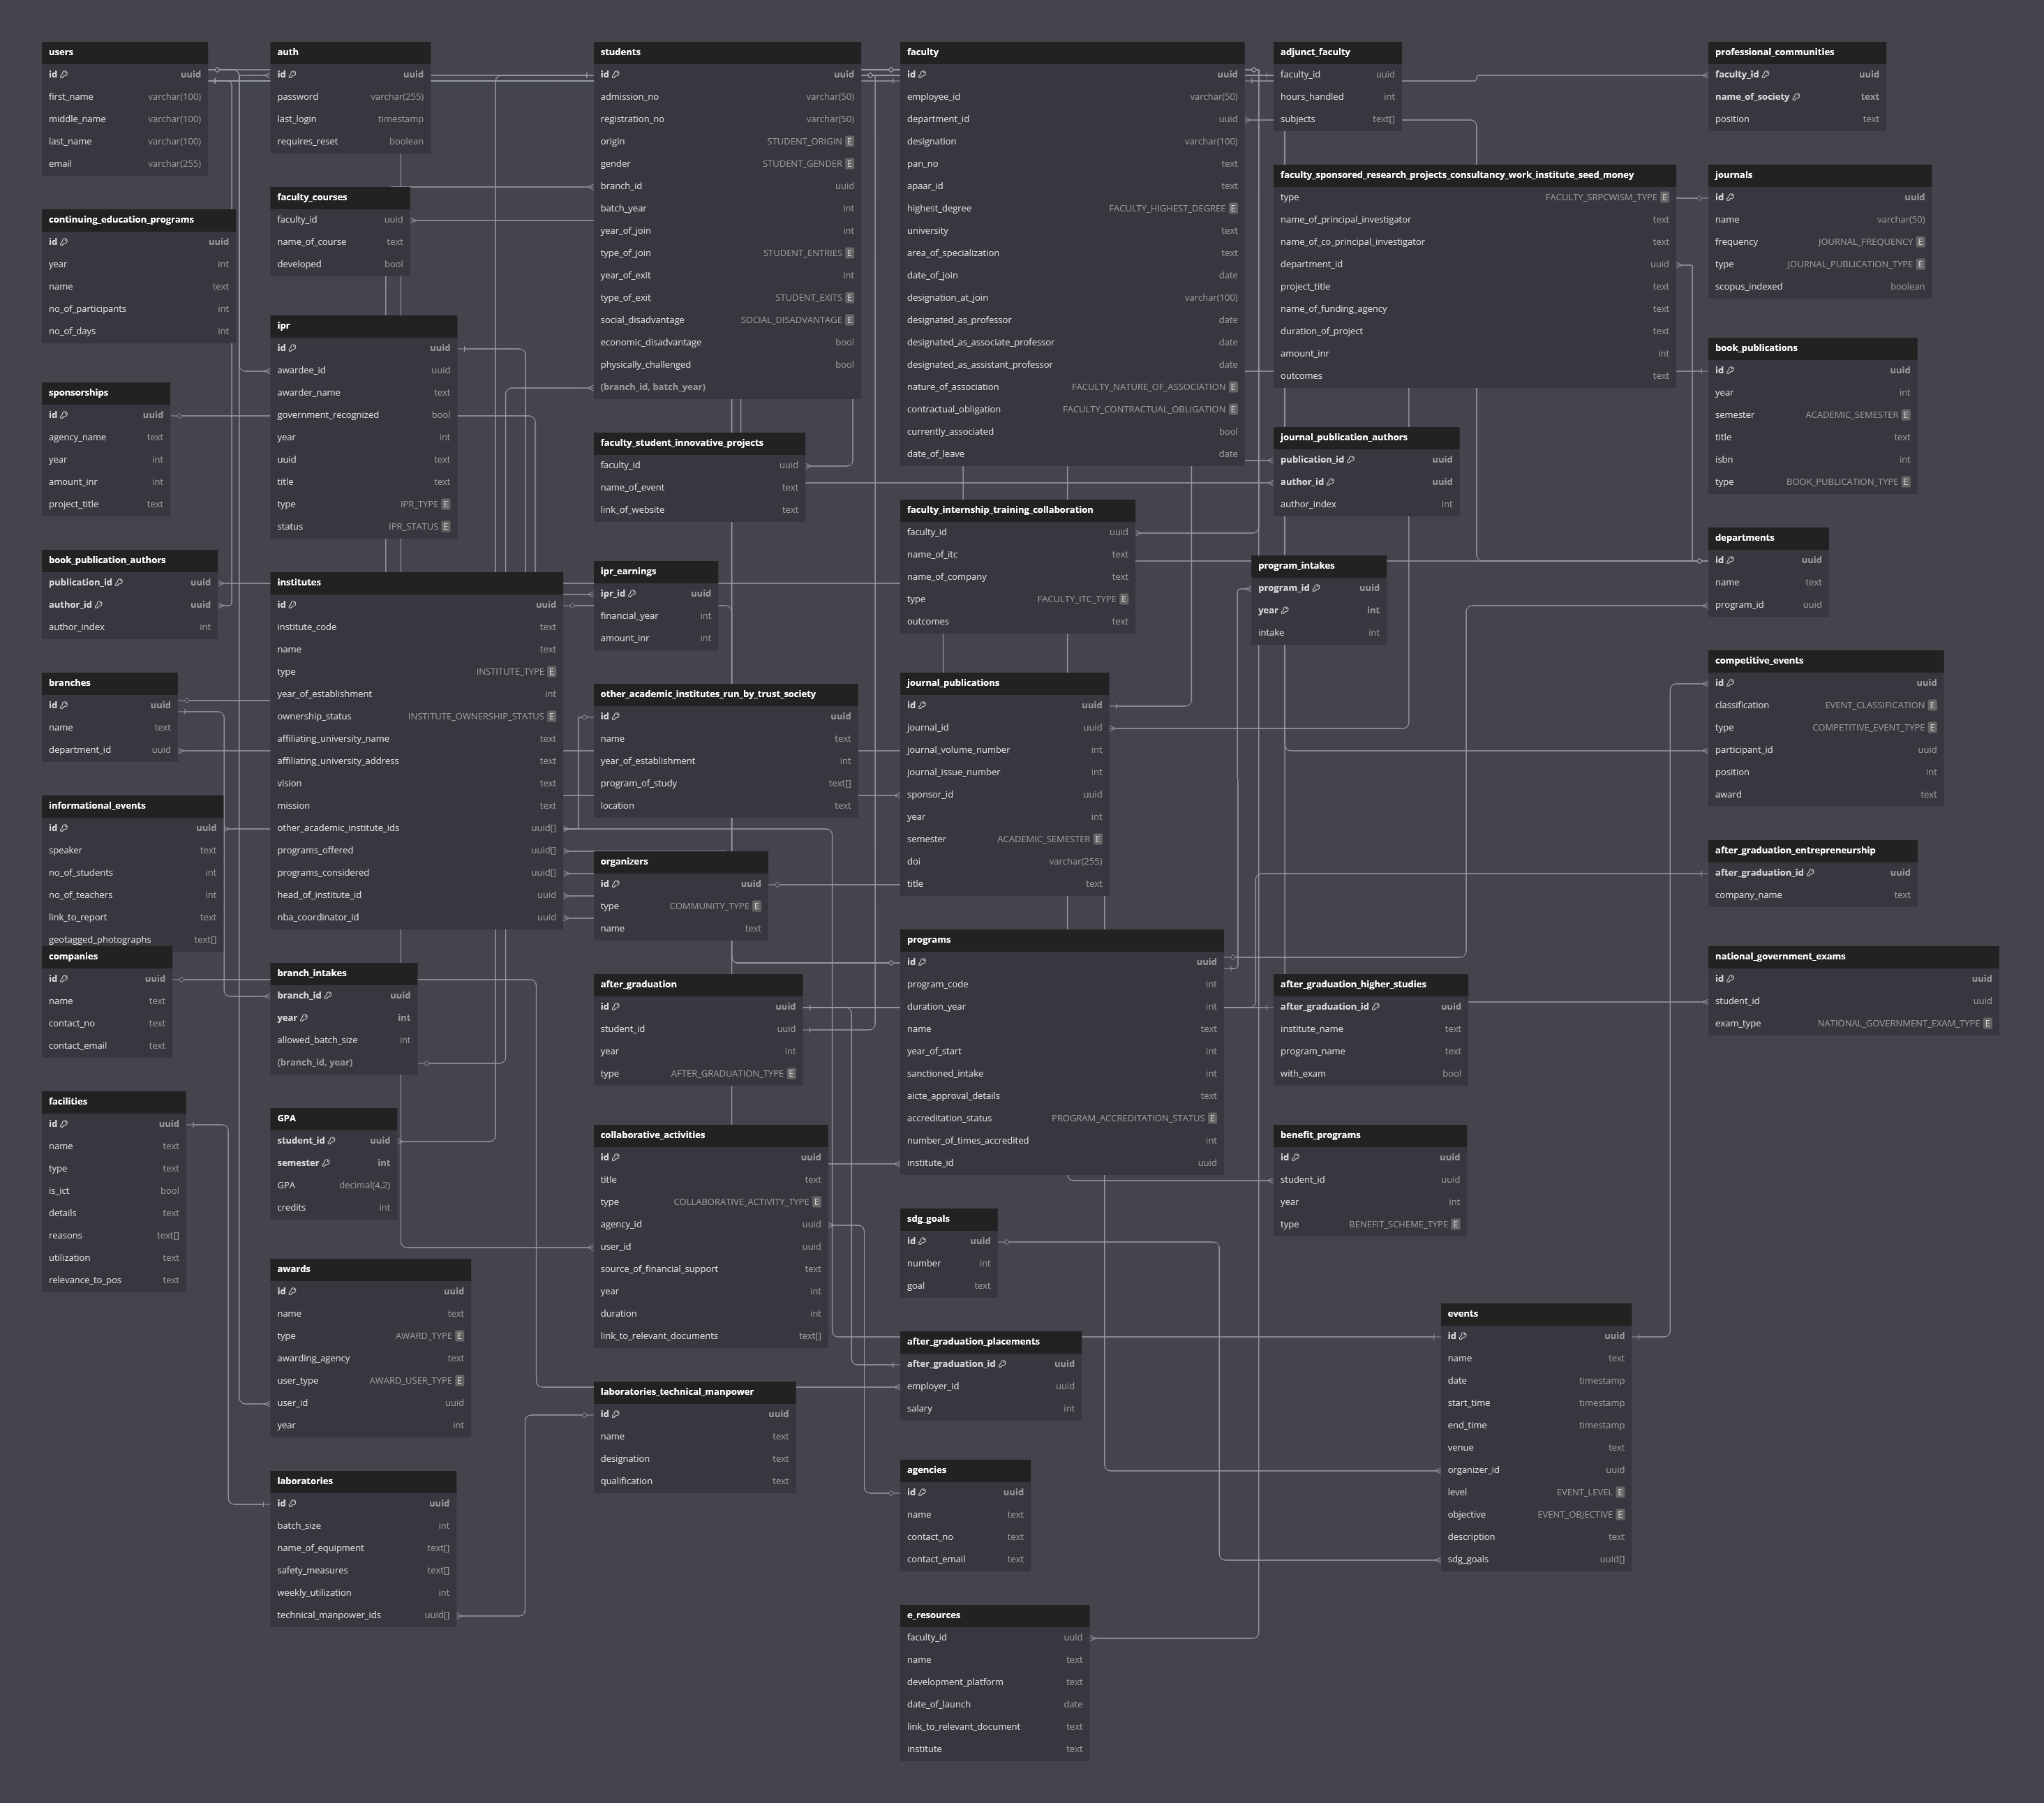 users
id uuid
first_name varchar(100)
middle_name varchar(100)
last_name varchar(100)
email varchar(255)
continuing_education_programs
id uuid
year int
name text
no_of_participants int
no_of_days int
sponsorships
id uuid
agency_name text
year int
amount_inr int
project_title text
book_publication_authors
publication_id uuid
author_id uuid
author_index int
branches
id uuid
name text
department_id uuid
informational_events
id uuid
speaker text
no_of_students int
no_of_teachers int
link_to_report text
geotagged_photographs text[]
companies
id uuid
name text
contact_no text
contact_email text
facilities
id uuid
name text
type text
is_ict bool
details text
reasons text[]
utilization text
relevance_to_pos text
auth
id uuid
password varchar(255)
last_login timestamp
requires_reset boolean
faculty_courses
faculty_id uuid
name_of_course text
developed bool
ipr
id uuid
awardee_id uuid
awarder_name text
government_recognized bool
year int
uuid text
title text
type IPR_TYPE E
status IPR_STATUS E
institutes
id uuid
institute_code text
name text
type INSTITUTE_TYPE E
year_of_establishment int
ownership_status INSTITUTE_OWNERSHIP_STATUS E
affiliating_university_name text
affiliating_university_address text
vision text
mission text
other_academic_institute_ids uuid[]
programs_offered uuid[]
programs_considered uuid[]
head_of_institute_id uuid
nba_coordinator_id uuid
branch_intakes
branch_id uuid
year int
allowed_batch_size int
(branch_id, year)
GPA
student_id uuid
semester int
GPA decimal(4,2)
credits int
awards
id uuid
name text
type AWARD_TYPE E
awarding_agency text
user_type AWARD_USER_TYPE E
user_id uuid
year int
laboratories
id uuid
batch_size int
name_of_equipment text[]
safety_measures text[]
weekly_utilization int
technical_manpower_ids uuid[]
students
id uuid
admission_no varchar(50)
registration_no varchar(50)
origin STUDENT_ORIGIN E
gender STUDENT_GENDER E
branch_id uuid
batch_year int
year_of_join int
type_of_join STUDENT_ENTRIES E
year_of_exit int
type_of_exit STUDENT_EXITS E
social_disadvantage SOCIAL_DISADVANTAGE E
economic_disadvantage bool
physically_challenged bool
(branch_id, batch_year)
faculty_student_innovative_projects
faculty_id uuid
name_of_event text
link_of_website text
ipr_earnings
ipr_id uuid
financial_year int
amount_inr int
other_academic_institutes_run_by_trust_society
id uuid
name text
year_of_establishment int
program_of_study text[]
location text
organizers
id uuid
type COMMUNITY_TYPE E
name text
after_graduation
id uuid
student_id uuid
year int
type AFTER_GRADUATION_TYPE E
collaborative_activities
id uuid
title text
type COLLABORATIVE_ACTIVITY_TYPE E
agency_id uuid
user_id uuid
source_of_financial_support text
year int
duration int
link_to_relevant_documents text[]
laboratories_technical_manpower
id uuid
name text
designation text
qualification text
faculty
id uuid
employee_id varchar(50)
department_id uuid
designation varchar(100)
pan_no text
apaar_id text
highest_degree FACULTY_HIGHEST_DEGREE E
university text
area_of_specialization text
date_of_join date
designation_at_join varchar(100)
designated_as_professor date
designated_as_associate_professor date
designated_as_assistant_professor date
nature_of_association FACULTY_NATURE_OF_ASSOCIATION E
contractual_obligation FACULTY_CONTRACTUAL_OBLIGATION E
currently_associated bool
date_of_leave date
faculty_internship_training_collaboration
faculty_id uuid
name_of_itc text
name_of_company text
type FACULTY_ITC_TYPE E
outcomes text
journal_publications
id uuid
journal_id uuid
journal_volume_number int
journal_issue_number int
sponsor_id uuid
year int
semester ACADEMIC_SEMESTER E
doi varchar(255)
title text
programs
id uuid
program_code int
duration_year int
name text
year_of_start int
sanctioned_intake int
aicte_approval_details text
accreditation_status PROGRAM_ACCREDITATION_STATUS E
number_of_times_accredited int
institute_id uuid
sdg_goals
id uuid
number int
goal text
after_graduation_placements
after_graduation_id uuid
employer_id uuid
salary int
agencies
id uuid
name text
contact_no text
contact_email text
e_resources
faculty_id uuid
name text
development_platform text
date_of_launch date
link_to_relevant_document text
institute text
adjunct_faculty
faculty_id uuid
hours_handled int
subjects text[]
faculty_sponsored_research_projects_consultancy_work_institute_seed_money
type FACULTY_SRPCWISM_TYPE E
name_of_principal_investigator text
name_of_co_principal_investigator text
department_id uuid
project_title text
name_of_funding_agency text
duration_of_project text
amount_inr int
outcomes text
journal_publication_authors
publication_id uuid
author_id uuid
author_index int
program_intakes
program_id uuid
year int
intake int
after_graduation_higher_studies
after_graduation_id uuid
institute_name text
program_name text
with_exam bool
benefit_programs
id uuid
student_id uuid
year int
type BENEFIT_SCHEME_TYPE E
events
id uuid
name text
date timestamp
start_time timestamp
end_time timestamp
venue text
organizer_id uuid
level EVENT_LEVEL E
objective EVENT_OBJECTIVE E
description text
sdg_goals uuid[]
professional_communities
faculty_id uuid
name_of_society text
position text
journals
id uuid
name varchar(50)
frequency JOURNAL_FREQUENCY E
type JOURNAL_PUBLICATION_TYPE E
scopus_indexed boolean
book_publications
id uuid
year int
semester ACADEMIC_SEMESTER E
title text
isbn int
type BOOK_PUBLICATION_TYPE E
departments
id uuid
name text
program_id uuid
competitive_events
id uuid
classification EVENT_CLASSIFICATION E
type COMPETITIVE_EVENT_TYPE E
participant_id uuid
position int
award text
after_graduation_entrepreneurship
after_graduation_id uuid
company_name text
national_government_exams
id uuid
student_id uuid
exam_type NATIONAL_GOVERNMENT_EXAM_TYPE E